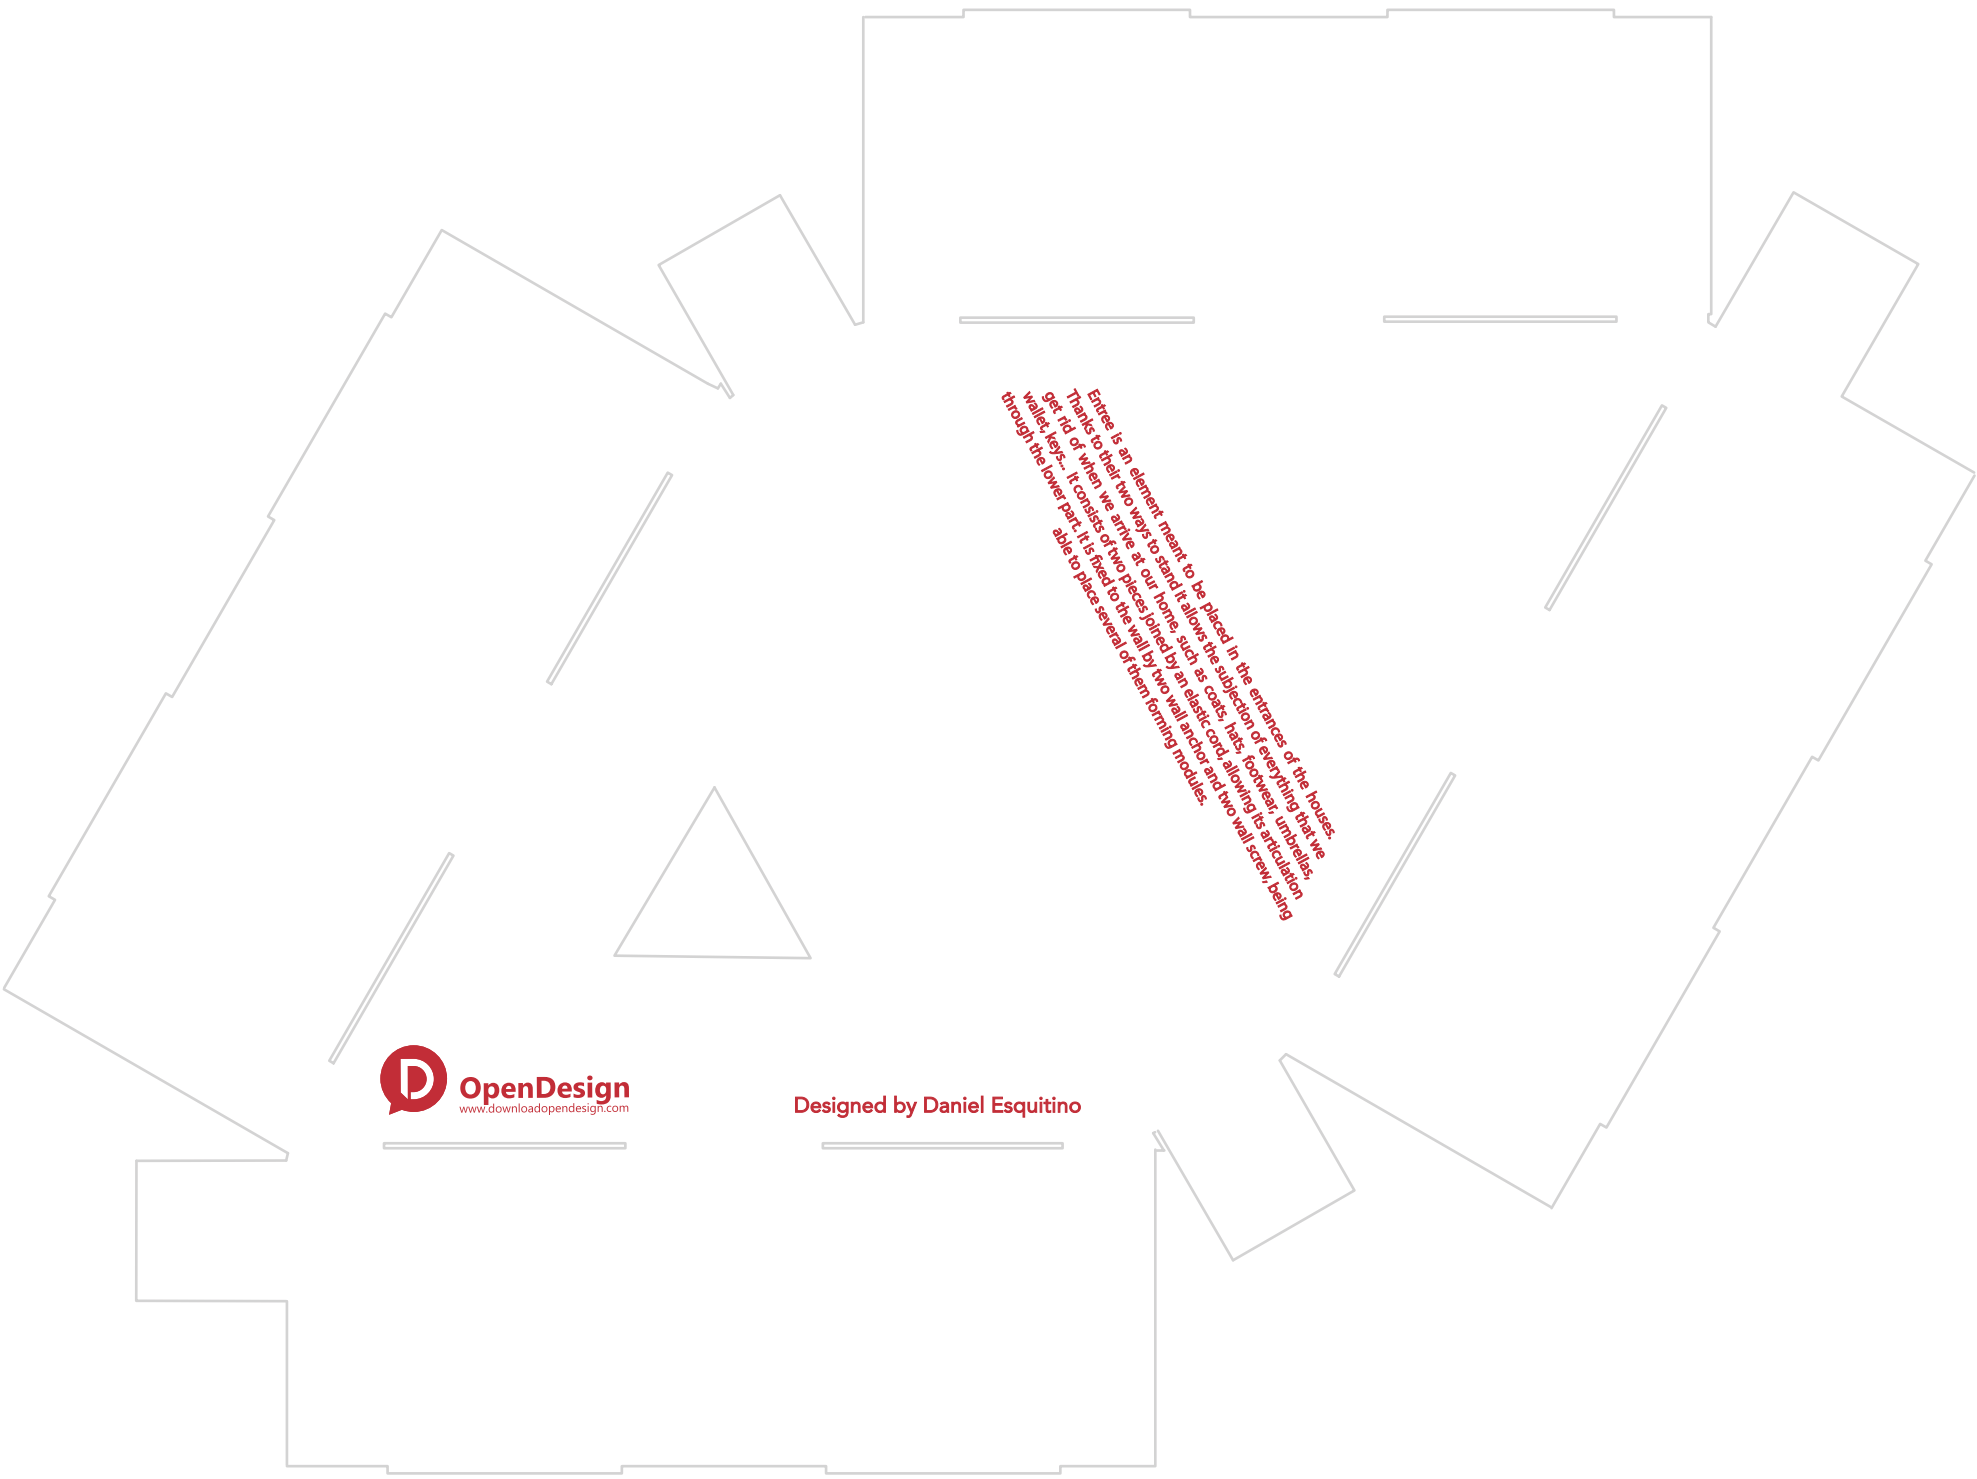 Entree is an element meant to be placed in the entrances of the houses.
Thanks to their two ways to stand it allows the subjection of everything that we
get rid of when we arrive at our home, such as coats, hats, footwear, umbrellas,
wallet, keys... It consists of two pieces joined by an elastic cord, allowing its articulation
through the lower part. It is fixed to the wall by two wall anchor and two wall screw, being
able to place several of them forming modules.
OpenDesign
www.downloadopendesign.com
Designed by Daniel Esquitino